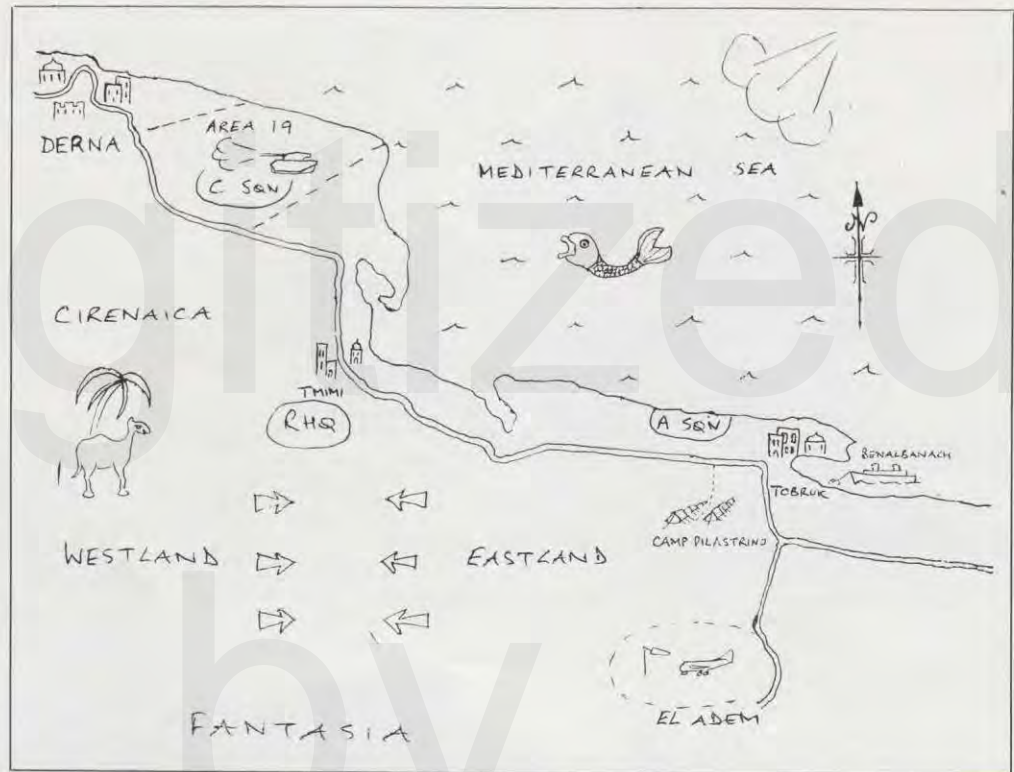 DERNA
AREA 19
C SQN
MEDITERRANEAN SEA
N
CIRENAICA
TMIMI
RHQ
A SQN
BENALBANACH
TOBRUK
CAMP PILASTRINO
WESTLAND
EASTLAND
EL ADEM
FANTASIA
gitized
by